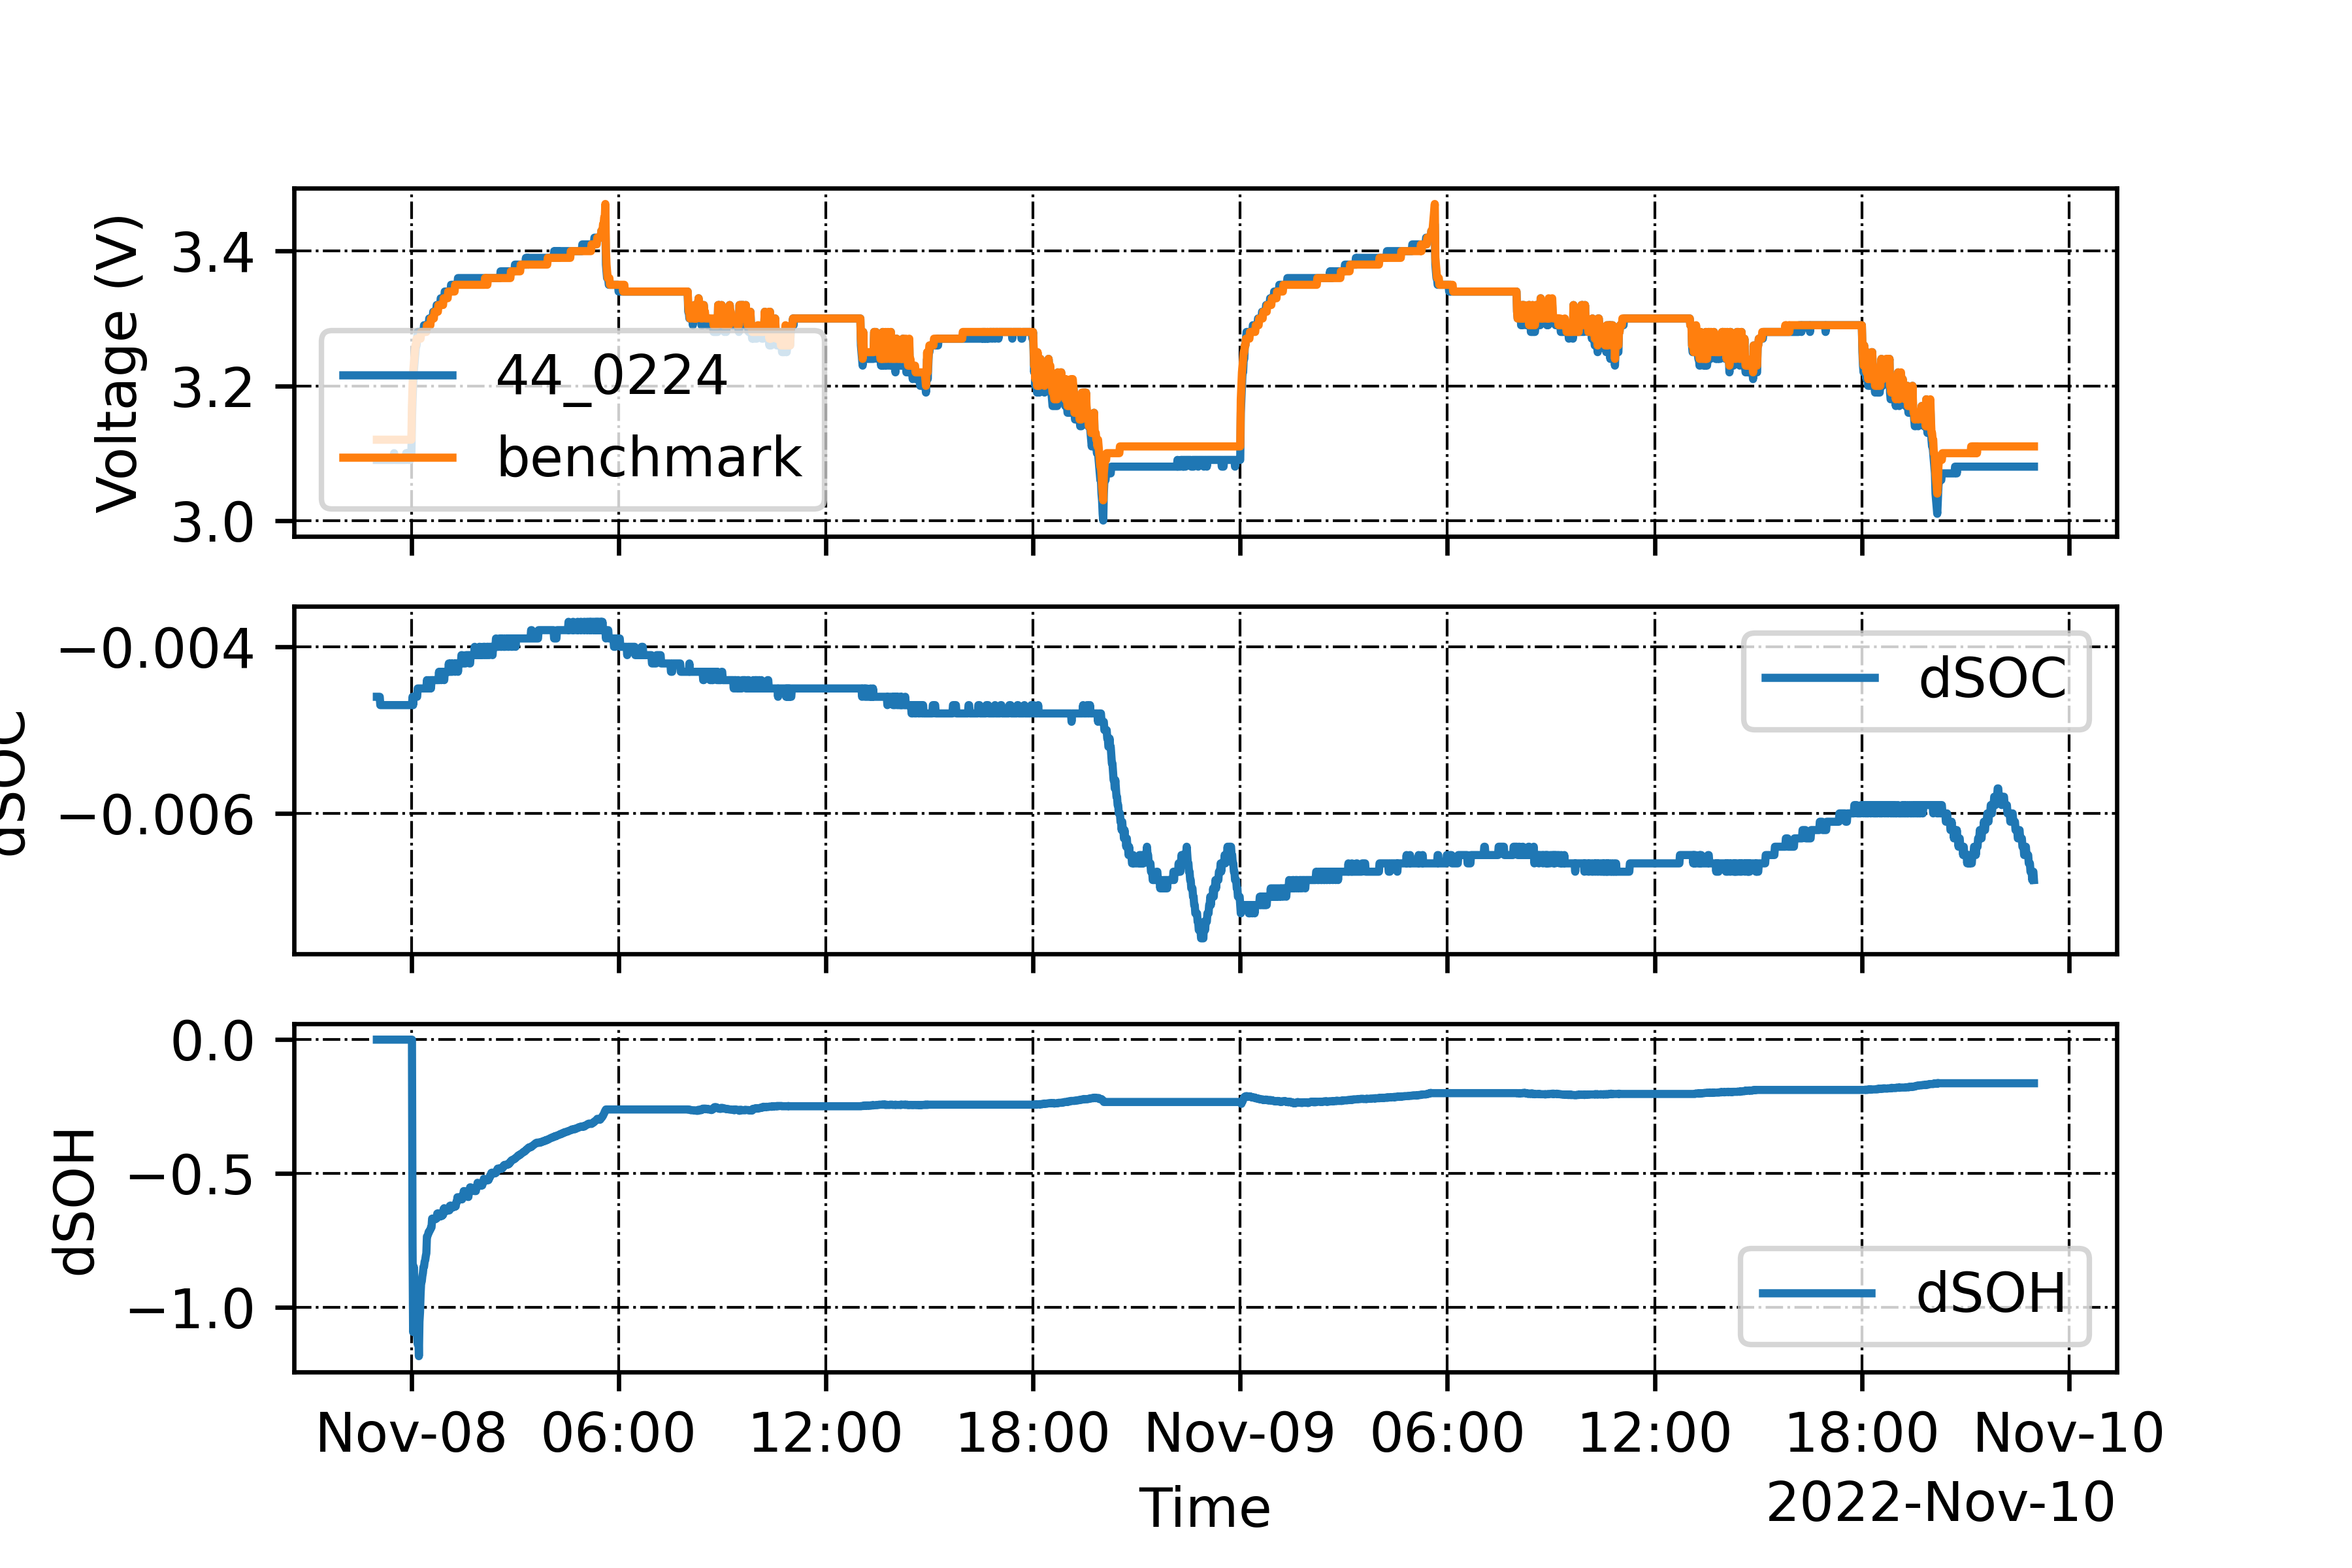 Voltage (V)
3.4
3.2
3.0
44_0224
benchmark
dSOC
−0.004
−0.006
dSOC
dSOH
0.0
−0.5
−1.0
dSOH
Nov-08 06:00 12:00 18:00 Nov-09 06:00 12:00 18:00 Nov-10
Time
2022-Nov-10